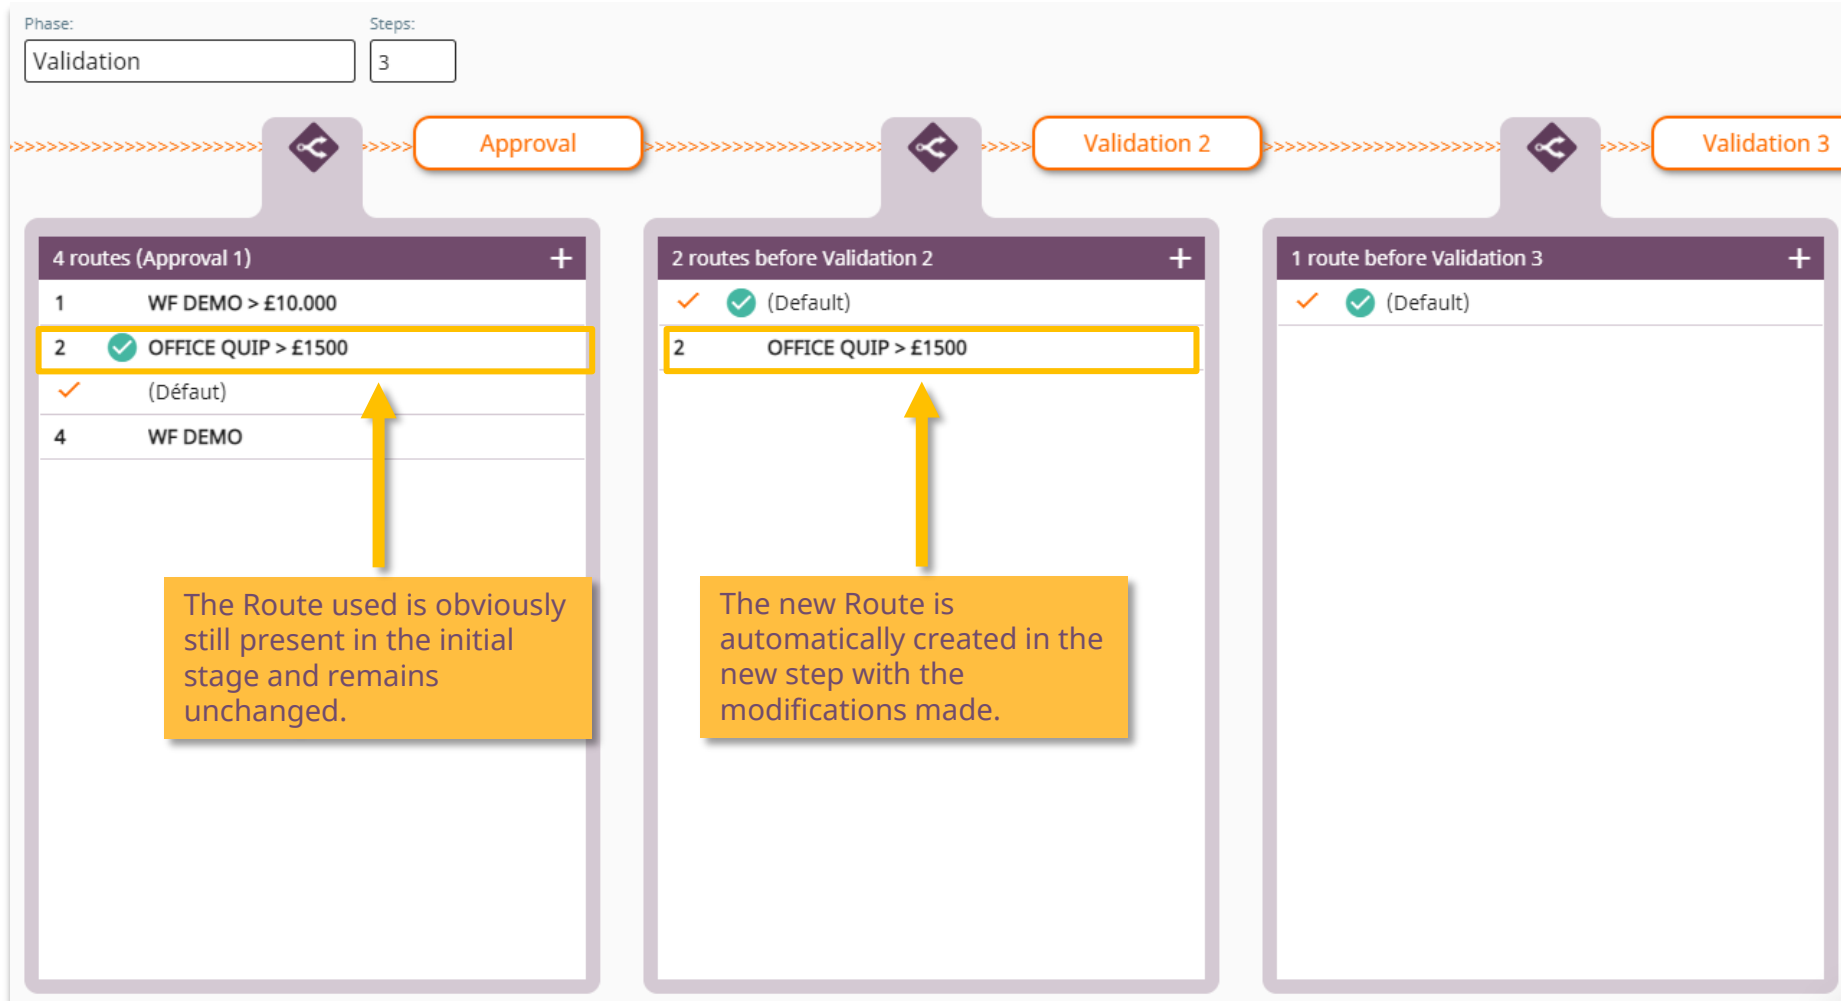 Phase:
Steps:
Validation
3
Approval
Validation 2
Validation 3
4 routes (Approval 1)
1 WF DEMO > £10.000
2 OFFICE QUIP > £1500
(Défaut)
4 WF DEMO
2 routes before Validation 2
(Default)
2 OFFICE QUIP > £1500
1 route before Validation 3
(Default)
The Route used is obviously
still present in the initial
stage and remains
unchanged.
The new Route is
automatically created in the
new step with the
modifications made.